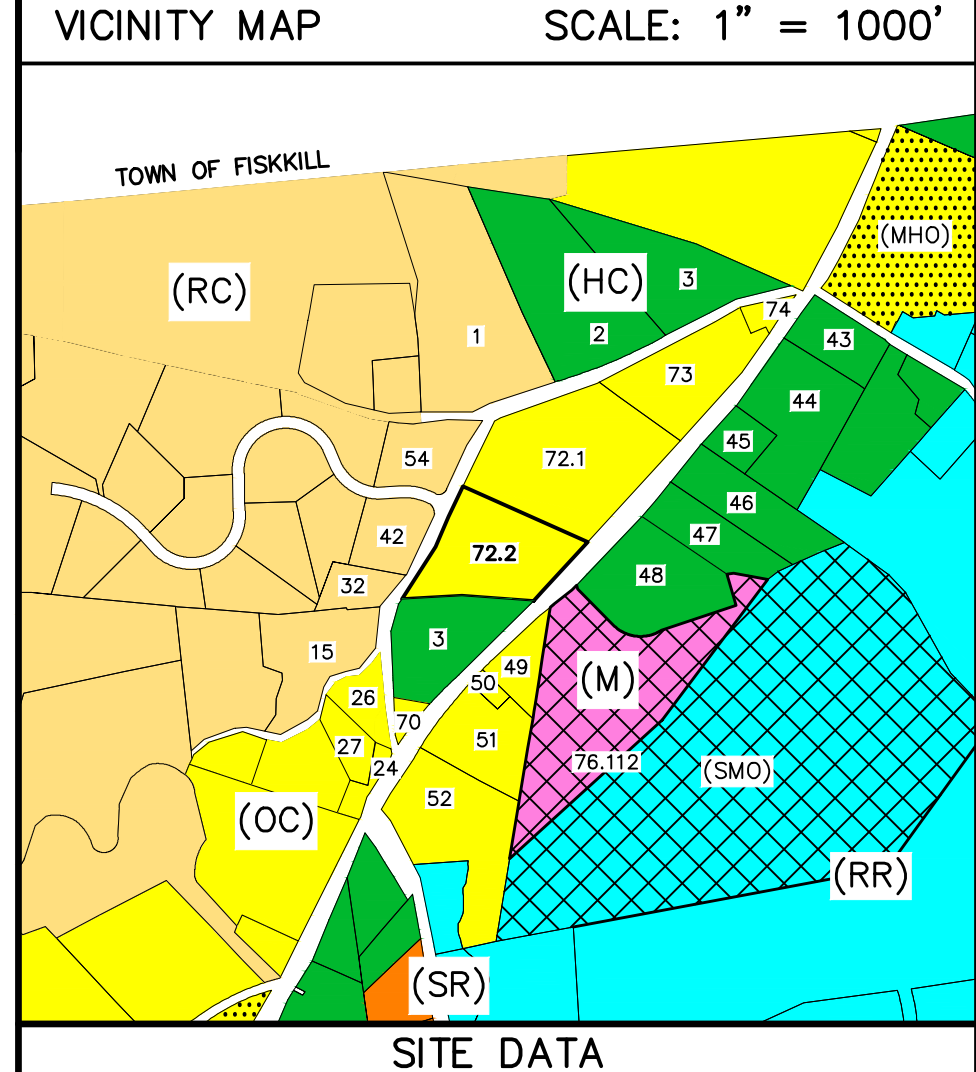 VICINITY MAP SCALE: 1" = 1000'
TOWN OF FISKKILL
(MHO)
(RC)
(HC)
3
74
1
2
43
73
44
54
72.1
45
46
42
47
72.2
48
32
3
15
49
(M)
50
26
70
51
27
24
76.112
(SMO)
52
(OC)
(RR)
(SR)
SITE DATA